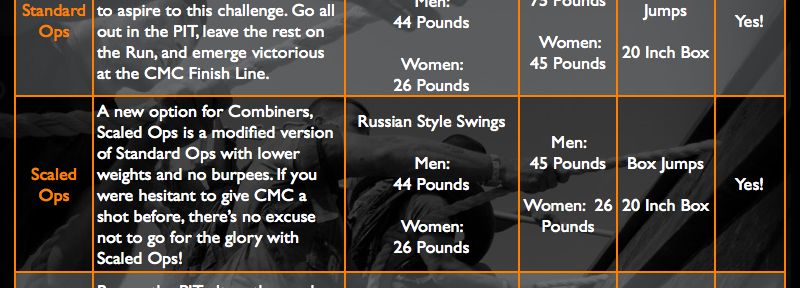 Standard
Ops
to aspire to this challenge. Go all
out in the PIT, leave the rest on
the Run, and emerge victorious
at the CMC Finish Line.
Men:
44 Pounds
Women:
26 Pounds
75 Pounds
Women:
45 Pounds
Jumps
20 Inch Box
Yes!
Scaled
Ops
A new option for Combiners,
Scaled Ops is a modified version
of Standard Ops with lower
weights and no burpees. If you
were hesitant to give CMC a
shot before, there's no excuse
not to go for the glory with
Scaled Ops!
Russian Style Swings
Men:
44 Pounds
Women:
26 Pounds
Men:
45 Pounds
Women: 26
Pounds
Box Jumps
20 Inch Box
Yes!